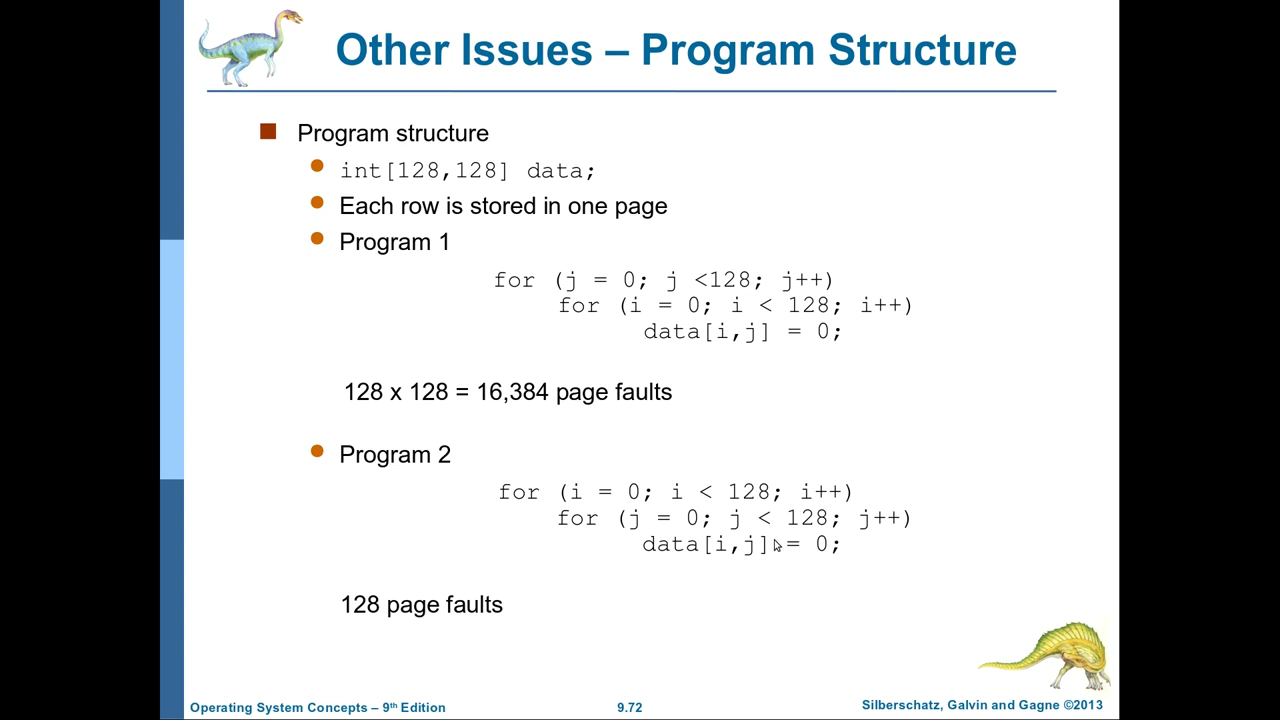 Other Issues – Program Structure
Program structure
int[128,128] data;
Each row is stored in one page
Program 1
for (j = 0; j <128; j++)
for (i = 0; i < 128; i++)
data[i,j] = 0;
128 x 128 = 16,384 page faults
Program 2
for (i = 0; i < 128; i++)
for (j = 0; j < 128; j++)
data[i,j] = 0;
128 page faults
Operating System Concepts – 9th Edition
9.72
Silberschatz, Galvin and Gagne ©2013